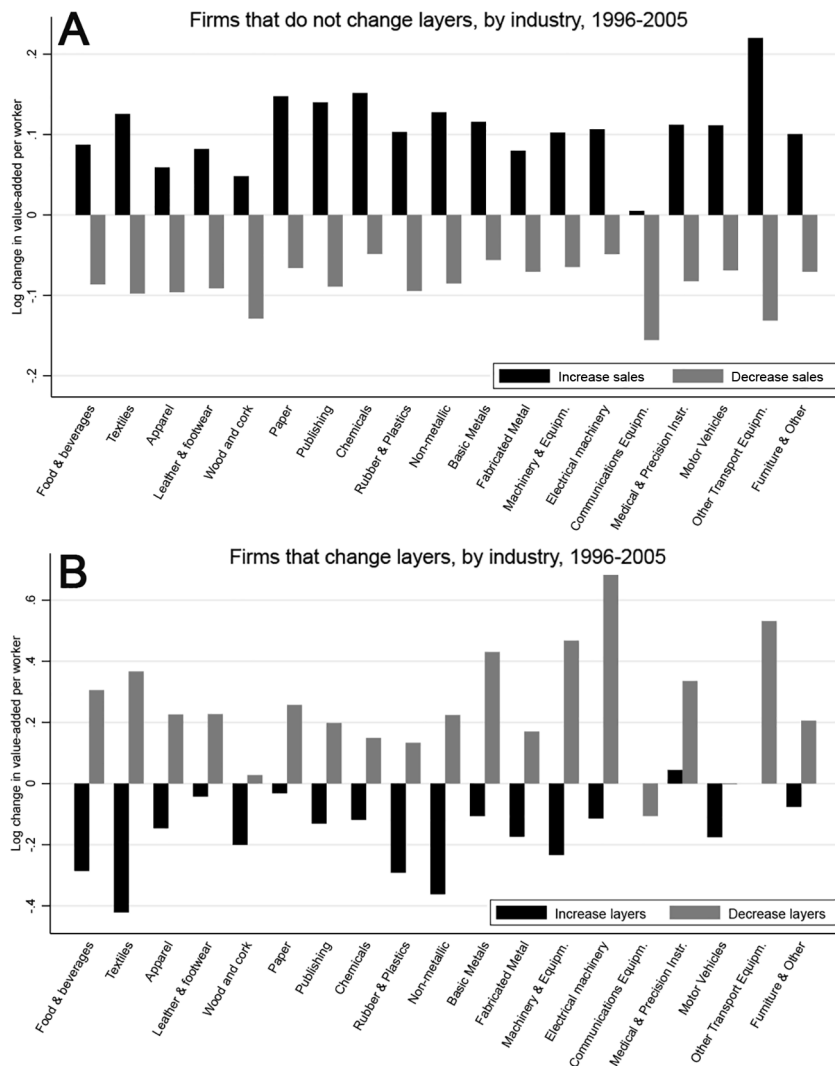 A
Firms that do not change layers, by industry, 1996-2005
Log change in value-added per worker
.2
.1
0
-.1
-.2
Increase sales
Decrease sales
Food & beverages
Textiles
Apparel
Leather & footwear
Wood and cork
Paper
Publishing
Chemicals
Rubber & Plastics
Non-metallic
Basic Metals
Fabricated Metal
Machinery & Equipm.
Electrical machinery
Communications Equipm.
Medical & Precision Instr.
Motor Vehicles
Other Transport Equipm.
Furniture & Other
B
Firms that change layers, by industry, 1996-2005
Log change in value-added per worker
.6
.4
.2
0
-.2
-.4
Increase layers
Decrease layers
Food & beverages
Textiles
Apparel
Leather & footwear
Wood and cork
Paper
Publishing
Chemicals
Rubber & Plastics
Non-metallic
Basic Metals
Fabricated Metal
Machinery & Equipm.
Electrical machinery
Communications Equipm.
Medical & Precision Instr.
Motor Vehicles
Other Transport Equipm.
Furniture & Other